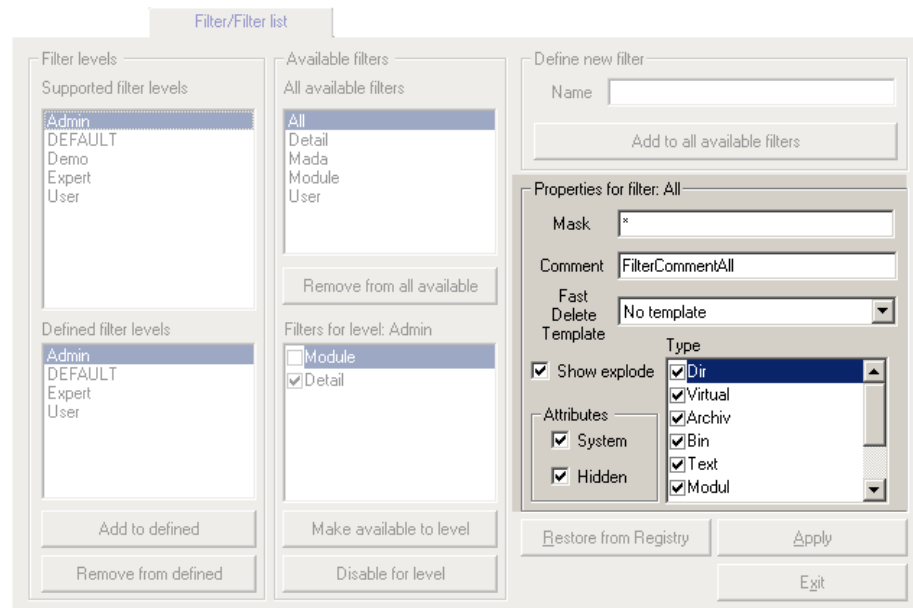 Filter/Filter list
Filter levels
Supported filter levels
Admin
DEFAULT
Demo
Expert
User
Defined filter levels
Admin
DEFAULT
Expert
User
Add to defined
Remove from defined
Available filters
All available filters
All
Detail
Mada
Module
User
Remove from all available
Filters for level: Admin
Module
Detail
Make available to level
Disable for level
Define new filter
Name
Add to all available filters
Properties for filter: All
Mask *
Comment FilterCommentAll
Fast
Delete
Template
No template
Show explode
Attributes
System
Hidden
Type
Dir
Virtual
Archiv
Bin
Text
Modul
Restore from Registry
Apply
Exit